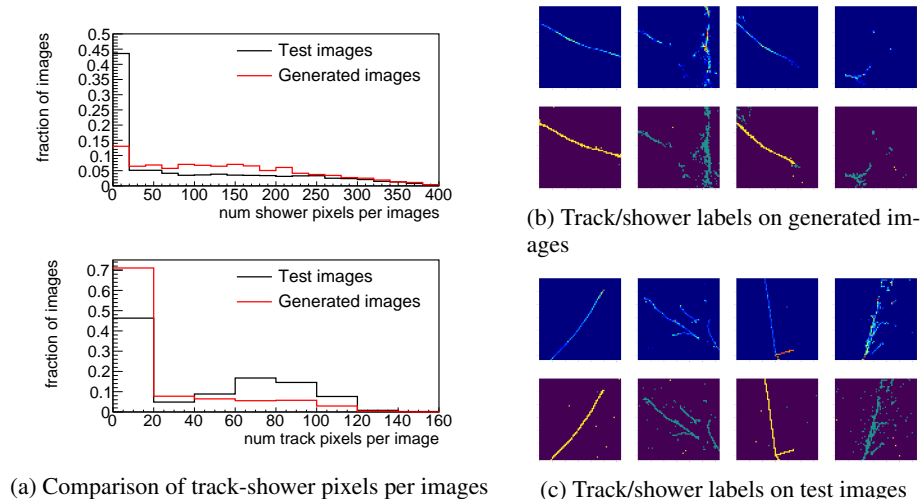 fraction of images
0.5
0.45
0.4
0.35
0.3
0.25
0.2
0.15
0.1
0.05
0
Test images
Generated images
0 50 100 150 200 250 300 350 400
num shower pixels per images
fraction of images
0.7
0.6
0.5
0.4
0.3
0.2
0.1
0
Test images
Generated images
0 20 40 60 80 100 120 140 160
num track pixels per image
(a) Comparison of track-shower pixels per images
(b) Track/shower labels on generated im-
ages
(c) Track/shower labels on test images